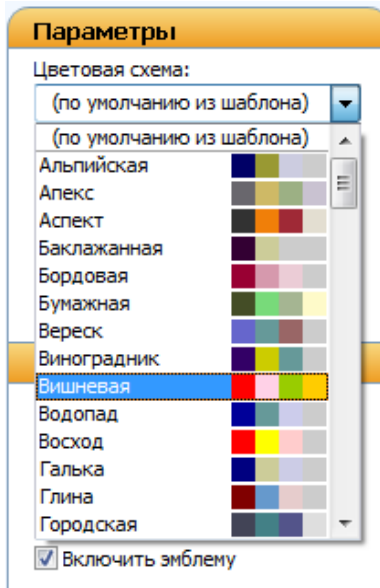 Параметры
Цветовая схема:
(по умолчанию из шаблона)
(по умолчанию из шаблона)
Альпийская
Апекс
Аспект
Баклажанная
Бордовая
Бумажная
Вереск
Виноградник
Вишневая
Водопад
Восход
Галька
Глина
Городская
Включить эмблему